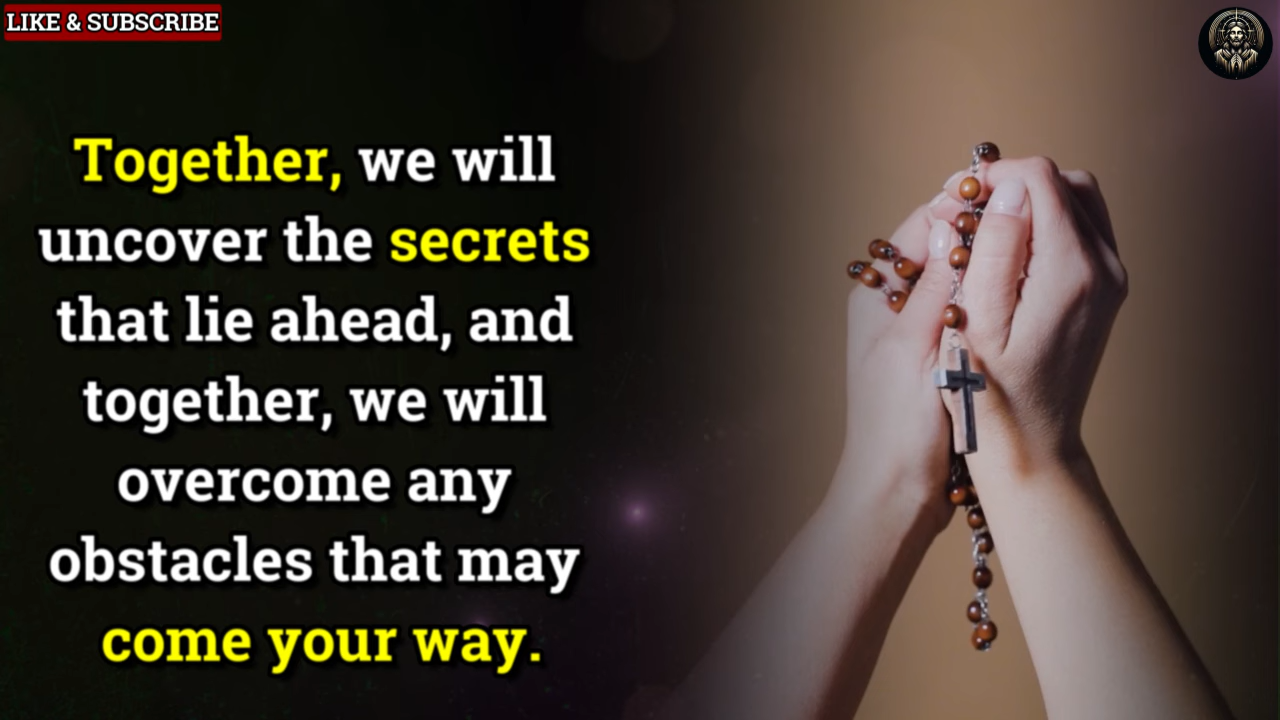 LIKE & SUBSCRIBE
Together, we will
uncover the secrets
that lie ahead, and
together, we will
overcome any
obstacles that may
come your way.